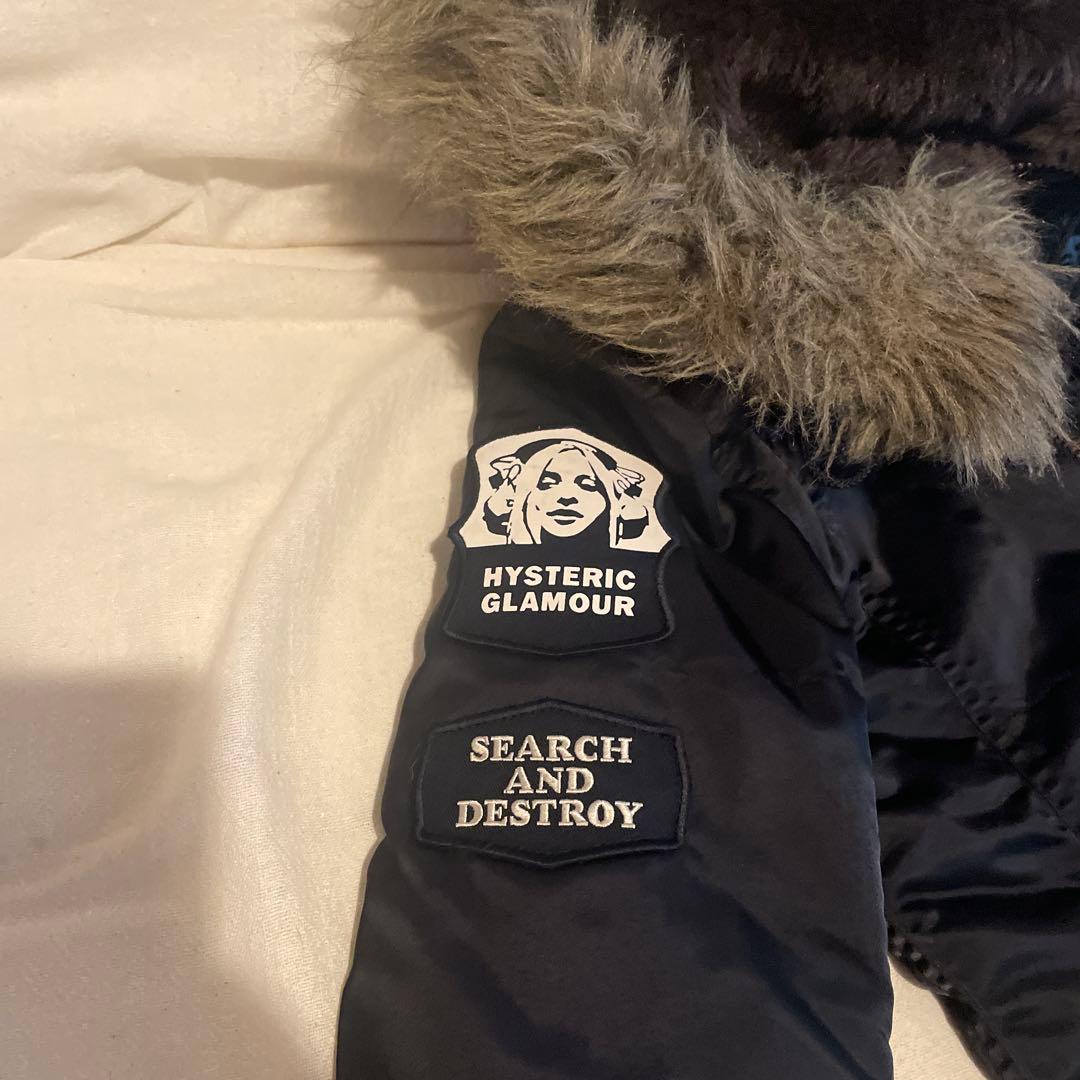 HYSTERIC
GLAMOUR
SEARCH
AND
DESTROY